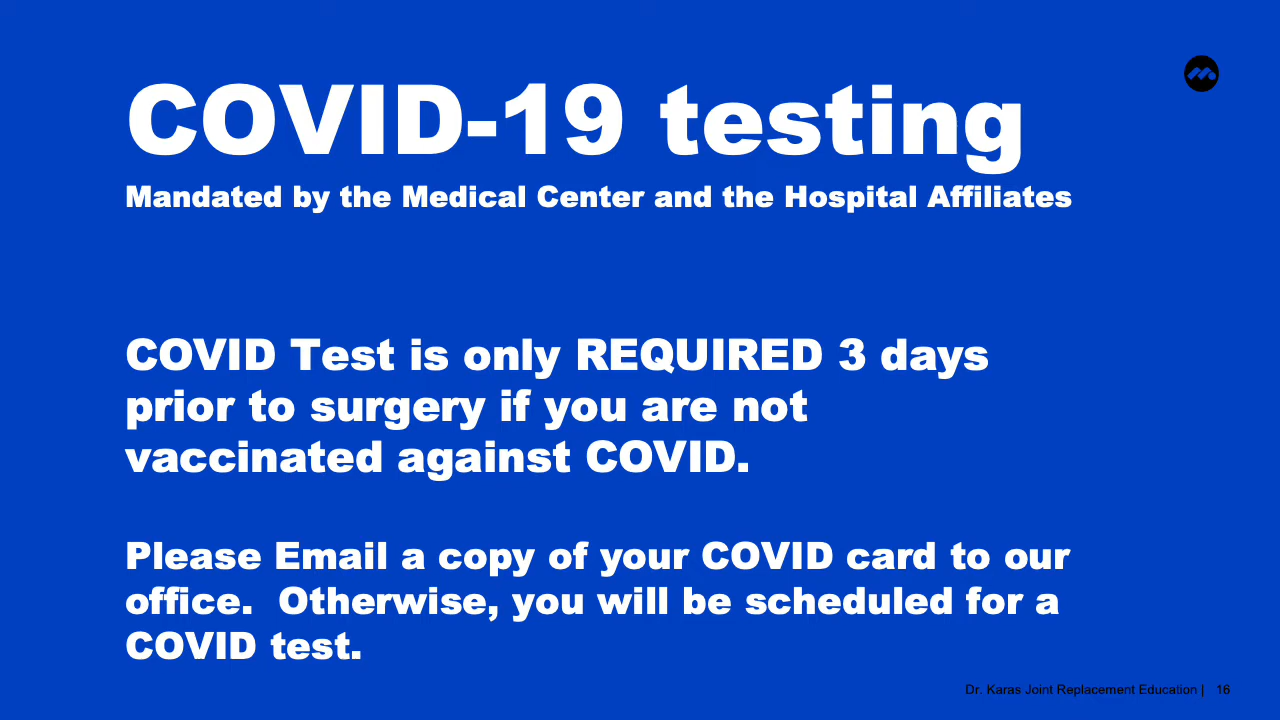 COVID-19 testing
Mandated by the Medical Center and the Hospital Affiliates
COVID Test is only REQUIRED 3 days
prior to surgery if you are not
vaccinated against COVID.
Please Email a copy of your COVID card to our
office.  Otherwise, you will be scheduled for a
COVID test.
Dr. Karas Joint Replacement Education |   16